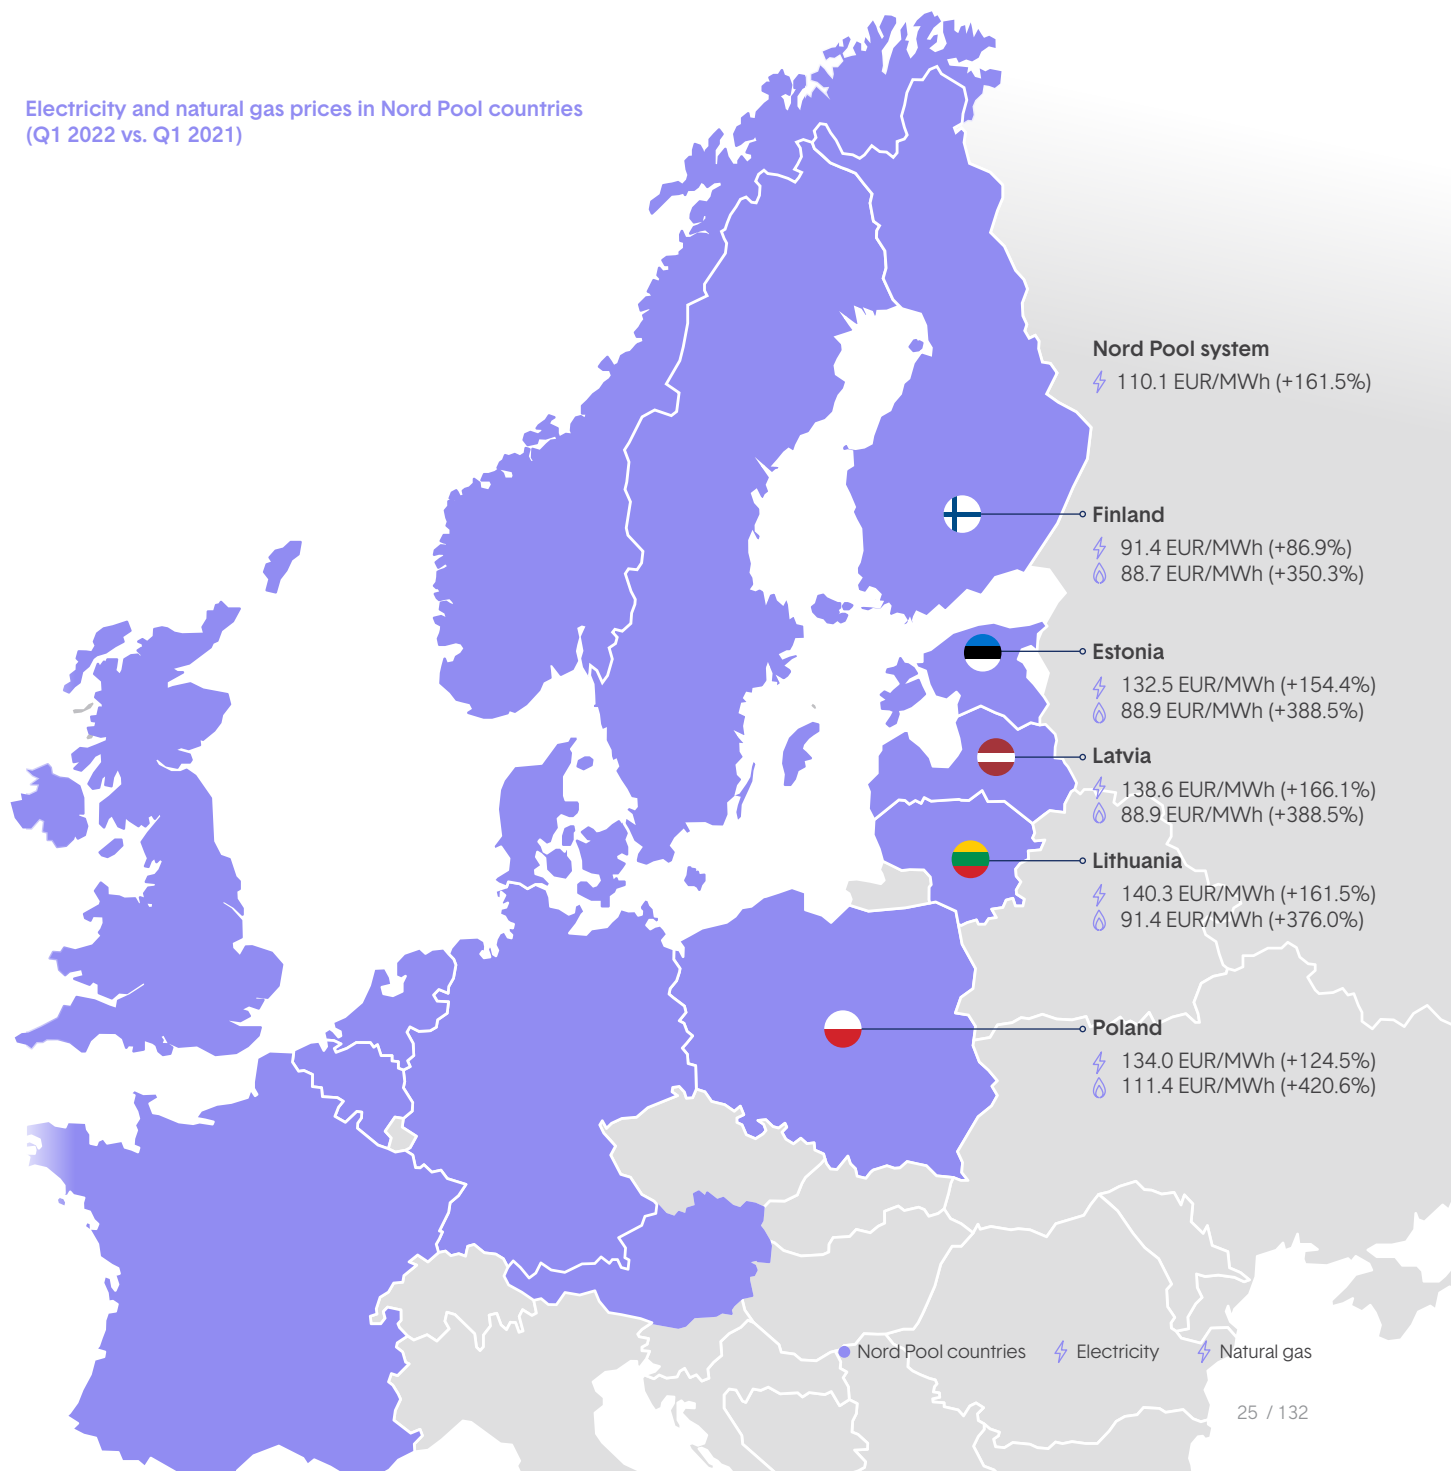 Electricity and natural gas prices in Nord Pool countries
(Q1 2022 vs. Q1 2021)
Nord Pool system
110.1 EUR/MWh (+161.5%)
Finland
91.4 EUR/MWh (+86.9%)
88.7 EUR/MWh (+350.3%)
Estonia
132.5 EUR/MWh (+154.4%)
88.9 EUR/MWh (+388.5%)
Latvia
138.6 EUR/MWh (+166.1%)
88.9 EUR/MWh (+388.5%)
Lithuania
140.3 EUR/MWh (+161.5%)
91.4 EUR/MWh (+376.0%)
Poland
134.0 EUR/MWh (+124.5%)
111.4 EUR/MWh (+420.6%)
Nord Pool countries Electricity Natural gas
25 / 132